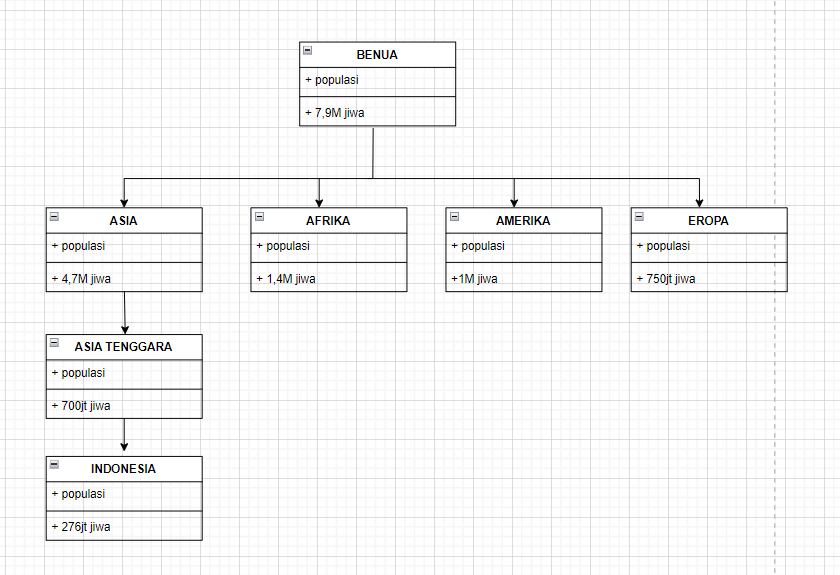 BENUA
+ populasi
+ 7,9M jiwa
ASIA
+ populasi
+ 4,7M jiwa
AFRIKA
+ populasi
+ 1,4M jiwa
AMERIKA
+ populasi
+1M jiwa
EROPA
+ populasi
+ 750jt jiwa
ASIA TENGGARA
+ populasi
+ 700jt jiwa
INDONESIA
+ populasi
+ 276jt jiwa